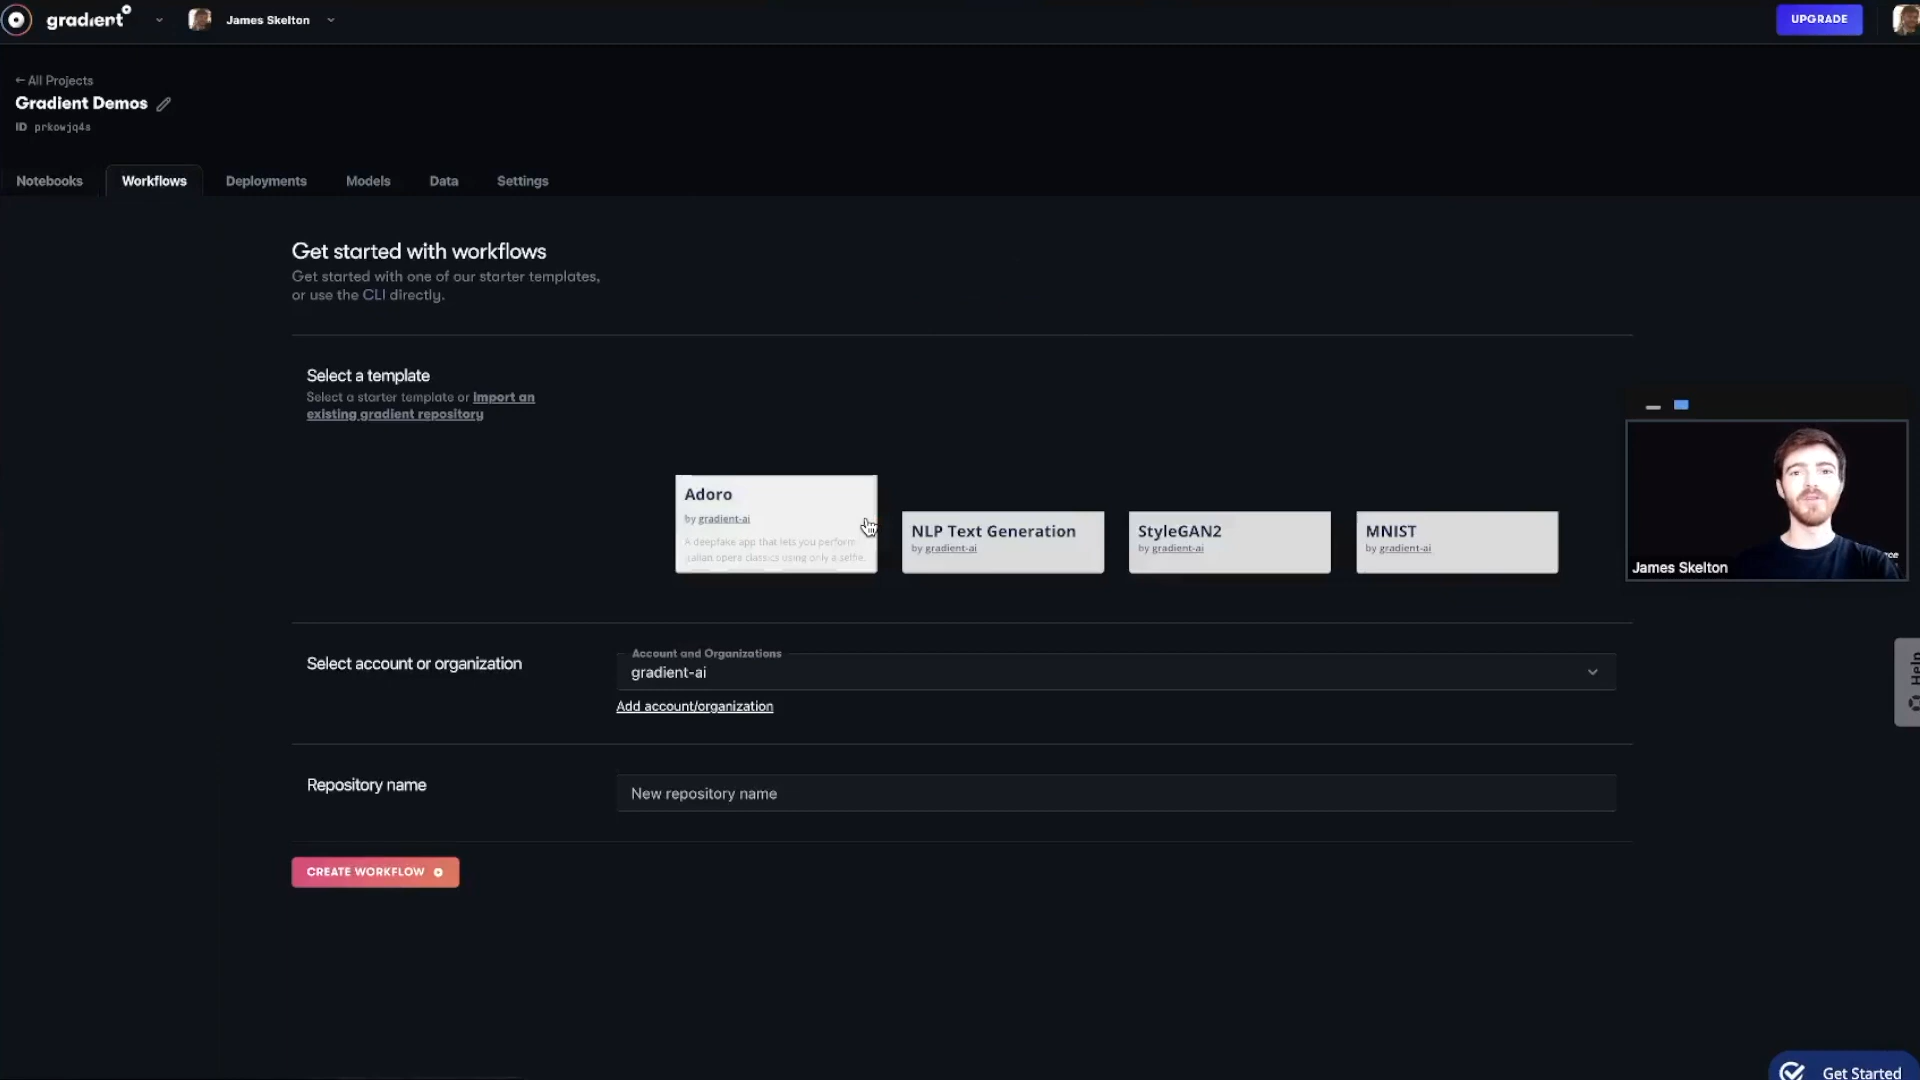 gradient
James Skelton
UPGRADE
← All Projects
Gradient Demos
ID prkowjq4s
Notebooks
Workflows
Deployments
Models
Data
Settings
Get started with workflows
Get started with one of our starter templates,
or use the CLI directly.
Select a template
Select a starter template or import an
existing gradient repository
Adoro
by gradient-ai
A deepfake app that lets you perform
italian opera classics using only a selfie.
NLP Text Generation
by gradient-ai
StyleGAN2
by gradient-ai
MNIST
by gradient-ai
James Skelton
Select account or organization
Account and Organizations
gradient-ai
Add account/organization
Help
Repository name
New repository name
CREATE WORKFLOW
Get Started